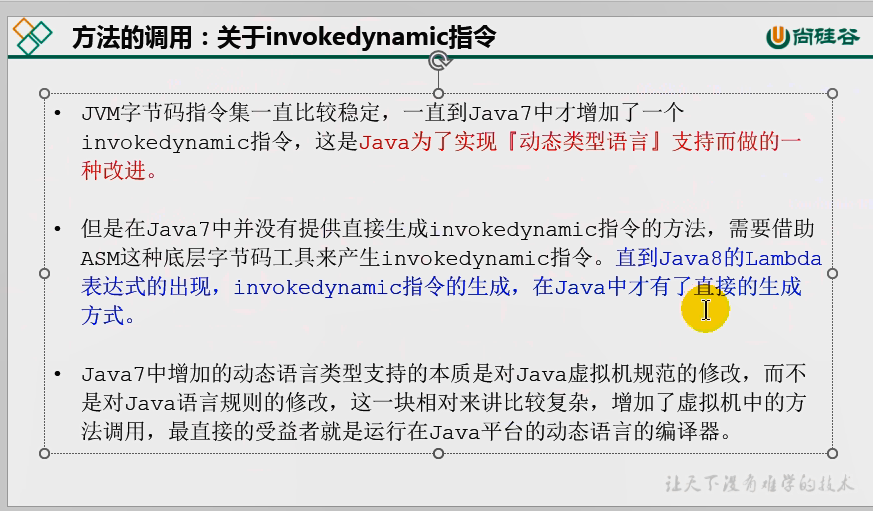 方法的调用：关于invokedynamic指令
尚硅谷
• JVM字节码指令集一直比较稳定，一直到Java7中才增加了一个
invokedynamic指令，这是Java为了实现『动态类型语言』支持而做的一
种改进。
• 但是在Java7中并没有提供直接生成invokedynamic指令的方法，需要借助
ASM这种底层字节码工具来产生invokedynamic指令。直到Java8的Lambda
表达式的出现，invokedynamic指令的生成，在Java中才有了直接的生成
方式。
• Java7中增加的动态语言类型支持的本质是对Java虚拟机规范的修改，而不
是对Java语言规则的修改，这一块相对来讲比较复杂，增加了虚拟机中的方
法调用，最直接的受益者就是运行在Java平台的动态语言的编译器。
让天下没有难学的技术